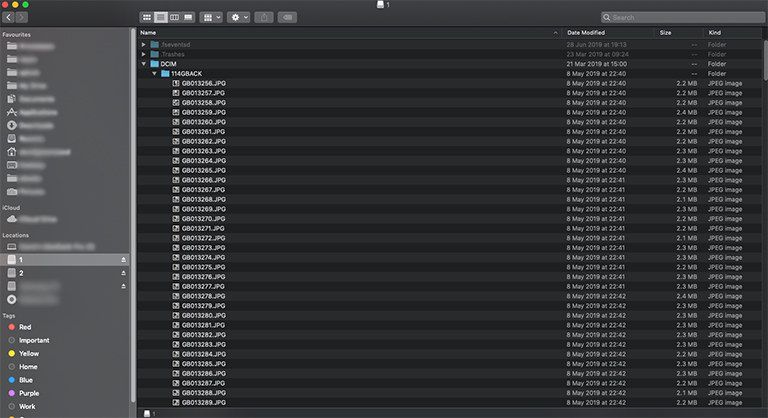 1
Search
Favourites
iCloud
Locations
1
2
Tags
Red
Important
Yellow
Home
Blue
Purple
Work
Name Date Modified Size Kind
.fseventsd 28 Jun 2019 at 19:13 -- Folder
.Trashes 23 Mar 2019 at 09:24 -- Folder
DCIM 21 Mar 2019 at 15:00 -- Folder
114GBACK 8 May 2019 at 22:40 -- Folder
GB013256.JPG 8 May 2019 at 22:40 2.2 MB JPEG image
GB013257.JPG 8 May 2019 at 22:40 2.2 MB JPEG image
GB013258.JPG 8 May 2019 at 22:40 2.2 MB JPEG image
GB013259.JPG 8 May 2019 at 22:40 2.4 MB JPEG image
GB013260.JPG 8 May 2019 at 22:40 2.2 MB JPEG image
GB013261.JPG 8 May 2019 at 22:40 2.2 MB JPEG image
GB013262.JPG 8 May 2019 at 22:40 2.3 MB JPEG image
GB013263.JPG 8 May 2019 at 22:40 2.3 MB JPEG image
GB013264.JPG 8 May 2019 at 22:40 2.3 MB JPEG image
GB013265.JPG 8 May 2019 at 22:40 2.4 MB JPEG image
GB013266.JPG 8 May 2019 at 22:41 2.3 MB JPEG image
GB013267.JPG 8 May 2019 at 22:41 2.2 MB JPEG image
GB013268.JPG 8 May 2019 at 22:41 2.1 MB JPEG image
GB013269.JPG 8 May 2019 at 22:41 2.3 MB JPEG image
GB013270.JPG 8 May 2019 at 22:41 2.2 MB JPEG image
GB013271.JPG 8 May 2019 at 22:41 2.2 MB JPEG image
GB013272.JPG 8 May 2019 at 22:41 2.1 MB JPEG image
GB013273.JPG 8 May 2019 at 22:41 2.3 MB JPEG image
GB013274.JPG 8 May 2019 at 22:41 2.3 MB JPEG image
GB013275.JPG 8 May 2019 at 22:41 2.2 MB JPEG image
GB013276.JPG 8 May 2019 at 22:41 2.3 MB JPEG image
GB013277.JPG 8 May 2019 at 22:41 2.3 MB JPEG image
GB013278.JPG 8 May 2019 at 22:42 2.4 MB JPEG image
GB013279.JPG 8 May 2019 at 22:42 2.3 MB JPEG image
GB013280.JPG 8 May 2019 at 22:42 2.3 MB JPEG image
GB013281.JPG 8 May 2019 at 22:42 2.3 MB JPEG image
GB013282.JPG 8 May 2019 at 22:42 2.3 MB JPEG image
GB013283.JPG 8 May 2019 at 22:42 2.3 MB JPEG image
GB013284.JPG 8 May 2019 at 22:42 2.2 MB JPEG image
GB013285.JPG 8 May 2019 at 22:42 2.3 MB JPEG image
GB013286.JPG 8 May 2019 at 22:42 2.3 MB JPEG image
GB013287.JPG 8 May 2019 at 22:42 2.2 MB JPEG image
GB013288.JPG 8 May 2019 at 22:42 2.1 MB JPEG image
GB013289.JPG 8 May 2019 at 22:42 2.3 MB JPEG image
1